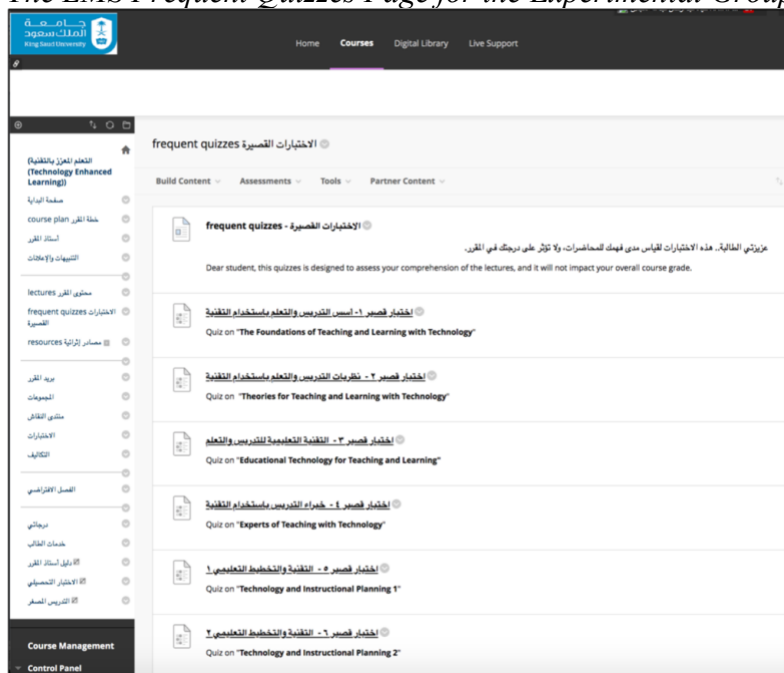 The LMS Frequent Quizzes Page for the Experimental Group
جامعة
الملك سعود
King Saud University
Home Courses Digital Library Live Support
frequent quizzes الاختبارات القصيرة
Build Content Assessments Tools Partner Content
التعلم المعزز بالتقنية)
(Technology Enhanced
Learning))
صفحة البداية
course plan خطة المقرر
أستاذ المقرر
التنبيهات والإعلانات
lectures محتوى المقرر
frequent quizzes الاختبارات
القصيرة
resources مصادر إثرائية
بريد المقرر
المجموعات
منتدى النقاش
الاختبارات
التكاليف
الفصل الافتراضي
درجاتي
خدمات الطالب
دليل أستاذ المقرر
الاختبار التحصيلي
التدريس المصغر
Course Management
Control Panel
frequent quizzes - الاختبارات القصيرة
عزيزتي الطالبة.. هذه الاختبارات لقياس مدى فهمك للمحاضرات، ولا تؤثر على درجتك في المقرر.
Dear student, this quizzes is designed to assess your comprehension of the lectures, and it will not impact your overall course grade.
اختبار قصير ١- أسس التدريس والتعلم باستخدام التقنية
Quiz on "The Foundations of Teaching and Learning with Technology"
اختبار قصير ٢ - نظريات التدريس والتعلم باستخدام التقنية
Quiz on "Theories for Teaching and Learning with Technology"
اختبار قصير ٣- التقنية التعليمية للتدريس والتعلم
Quiz on "Educational Technology for Teaching and Learning"
اختبار قصير ٤ - خبراء التدريس باستخدام التقنية
Quiz on "Experts of Teaching with Technology"
اختبار قصير ٥ - التقنية والتخطيط التعليمي ١
Quiz on "Technology and Instructional Planning 1"
اختبار قصير ٦ - التقنية والتخطيط التعليمي ٢
Quiz on "Technology and Instructional Planning 2"